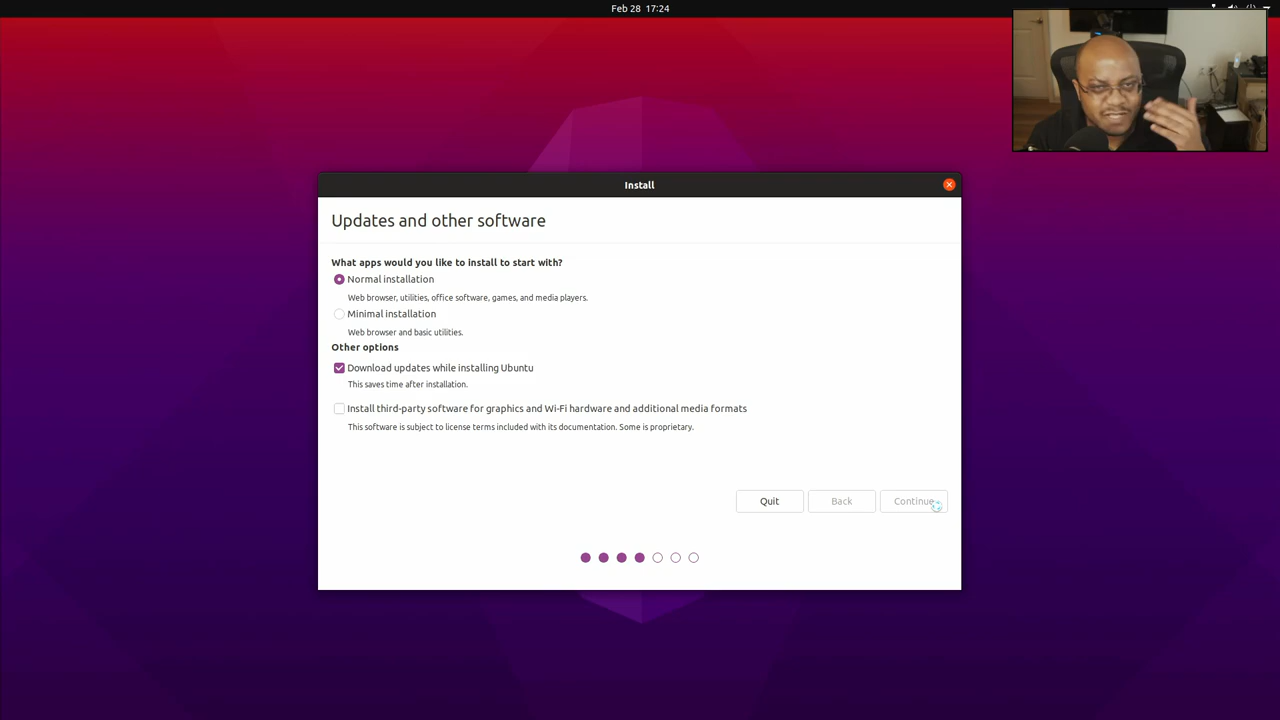 Feb 28 17:24
Install
Updates and other software
What apps would you like to install to start with?
Normal installation
Web browser, utilities, office software, games, and media players.
Minimal installation
Web browser and basic utilities.
Other options
Download updates while installing Ubuntu
This saves time after installation.
Install third-party software for graphics and Wi-Fi hardware and additional media formats
This software is subject to license terms included with its documentation. Some is proprietary.
Quit
Back
Continue